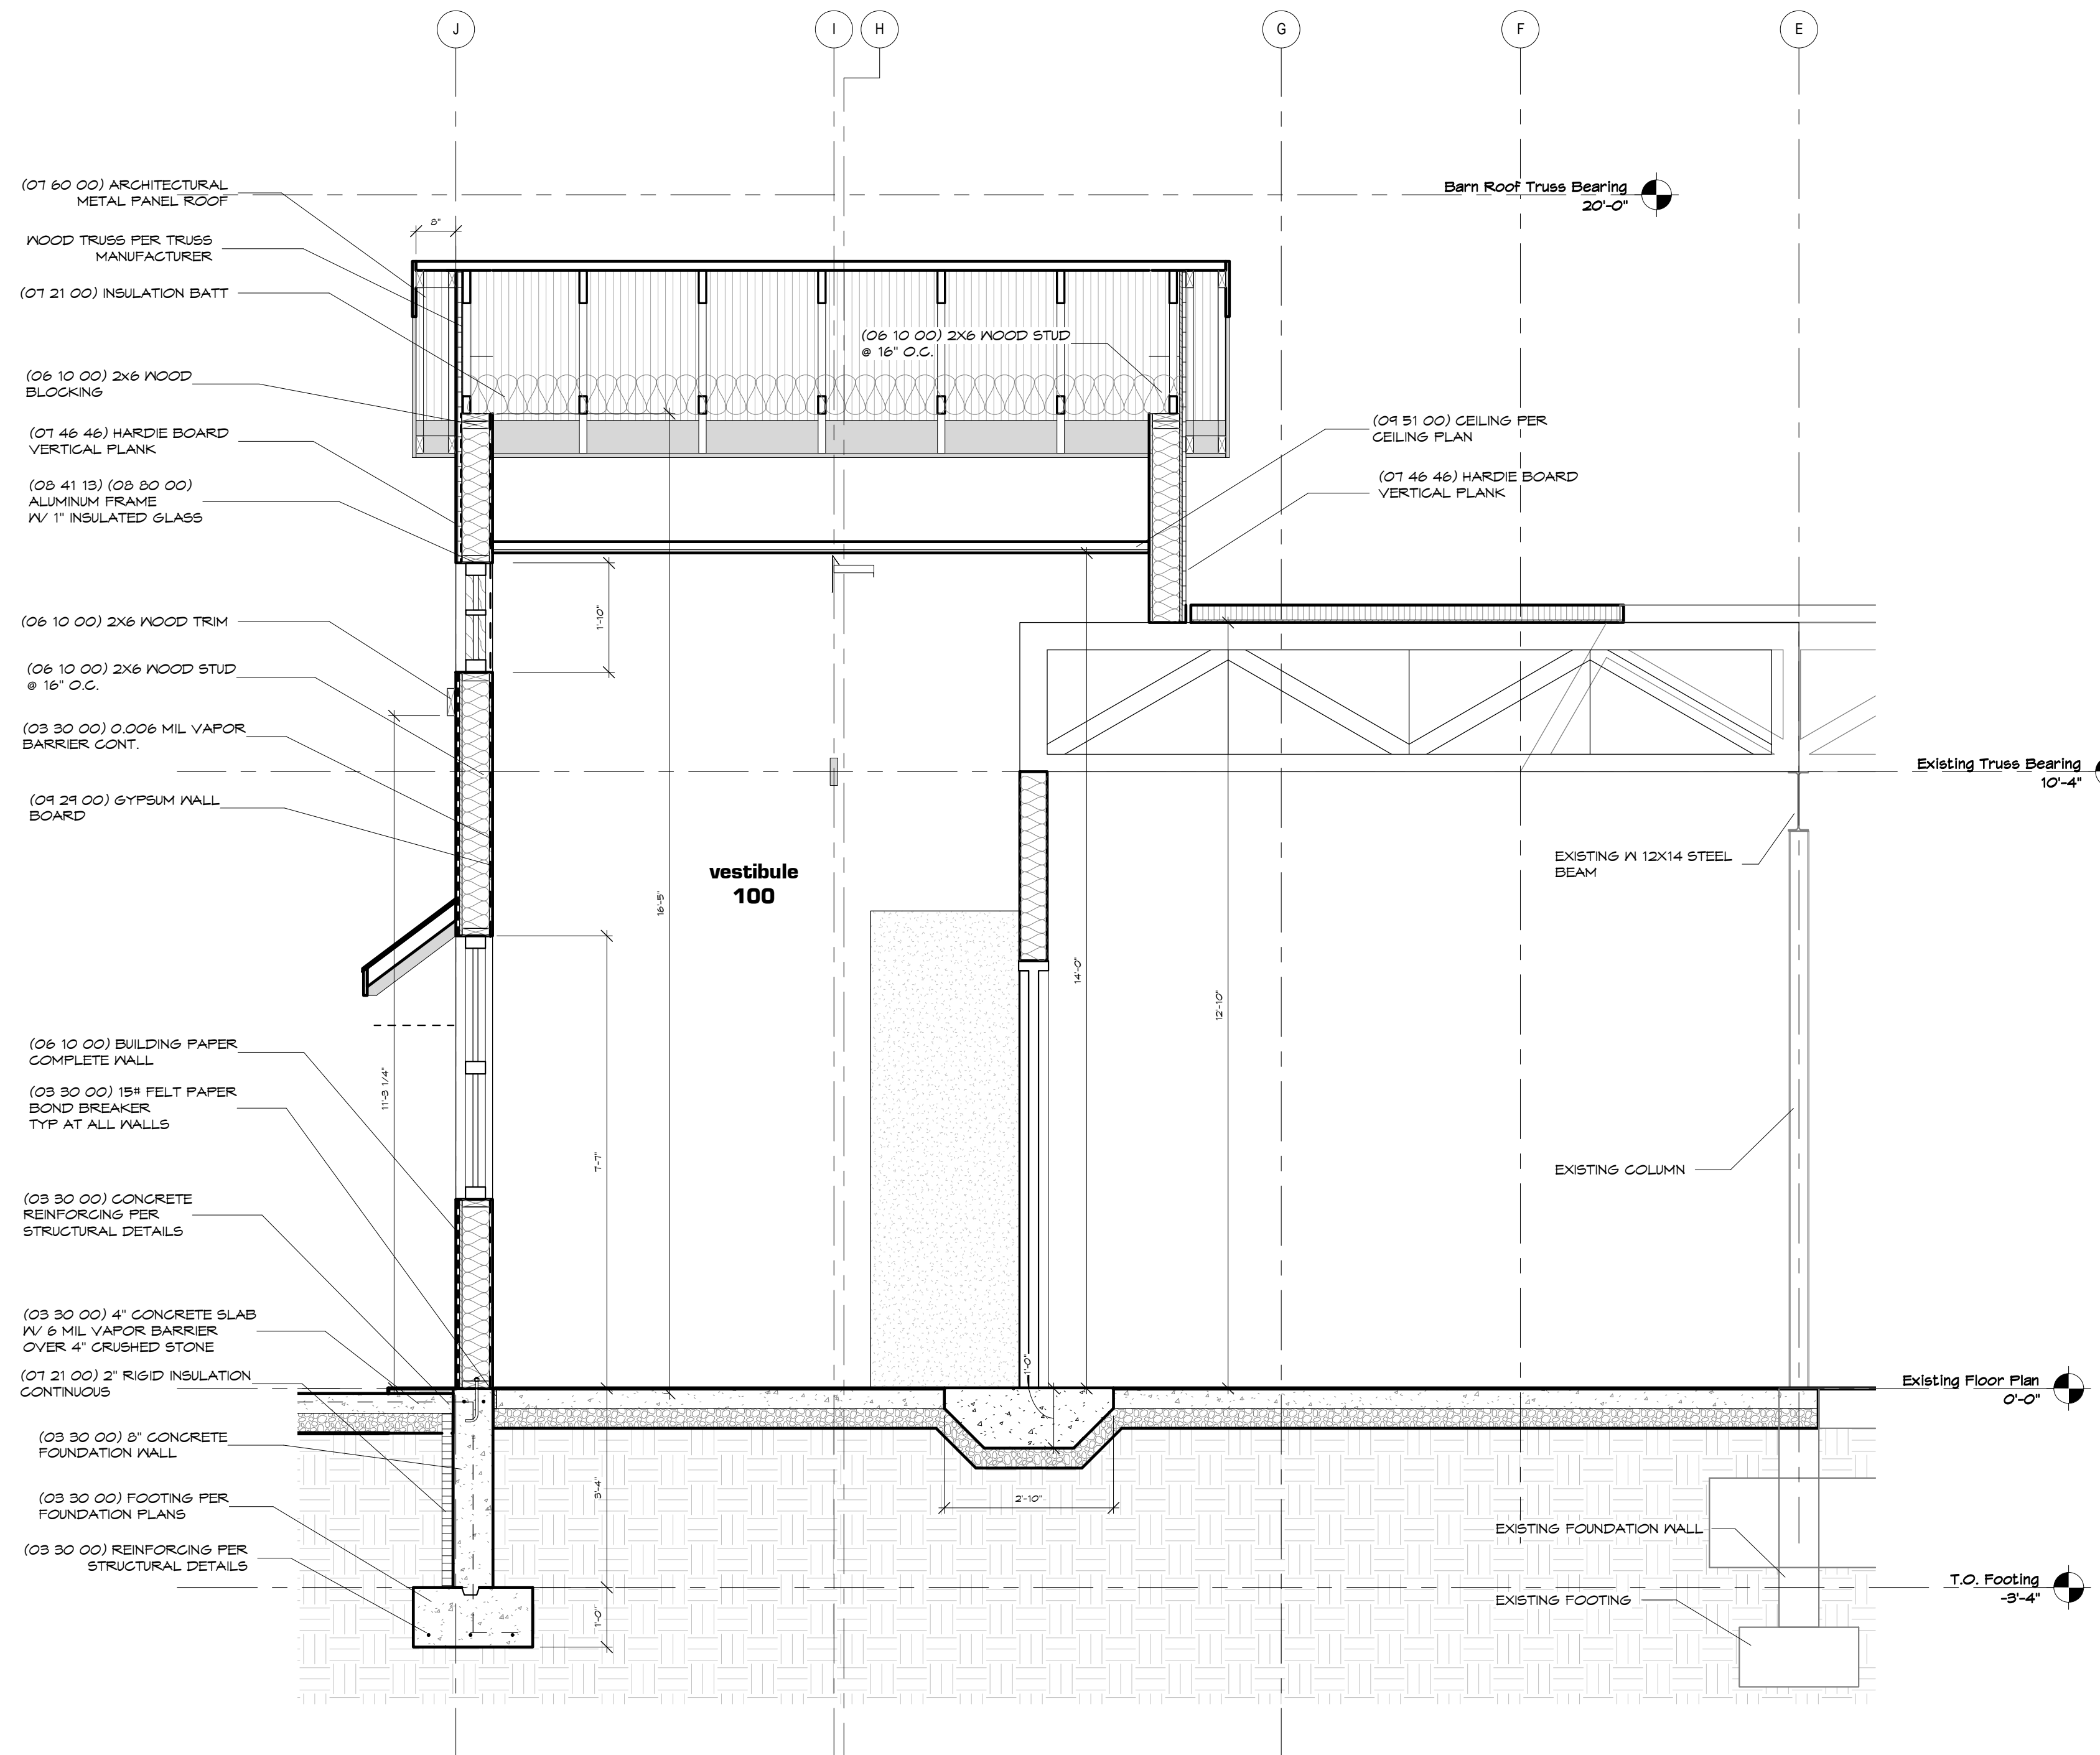 J
I
H
G
F
E
(07 60 00) ARCHITECTURAL
METAL PANEL ROOF
Barn Roof Truss Bearing
20'-0"
8"
WOOD TRUSS PER TRUSS
MANUFACTURER
(07 21 00) INSULATION BATT
(06 10 00) 2X6 WOOD STUD
@ 16" O.C.
(06 10 00) 2x6 WOOD
BLOCKING
(07 46 46) HARDIE BOARD
VERTICAL PLANK
(08 41 13) (08 80 00)
ALUMINUM FRAME
W/ 1" INSULATED GLASS
(09 51 00) CEILING PER
CEILING PLAN
(07 46 46) HARDIE BOARD
VERTICAL PLANK
1'-10"
(06 10 00) 2X6 WOOD TRIM
(06 10 00) 2X6 WOOD STUD
@ 16" O.C.
(03 30 00) 0.006 MIL VAPOR
BARRIER CONT.
(09 29 00) GYPSUM WALL
BOARD
Existing Truss Bearing
10'-4"
vestibule
100
16'-5"
14'-0"
12'-10"
EXISTING W 12X14 STEEL
BEAM
11'-3 1/4"
7'-7"
(06 10 00) BUILDING PAPER
COMPLETE WALL
(03 30 00) 15# FELT PAPER
BOND BREAKER
TYP AT ALL WALLS
EXISTING COLUMN
(03 30 00) CONCRETE
REINFORCING PER
STRUCTURAL DETAILS
(03 30 00) 4" CONCRETE SLAB
W/ 6 MIL VAPOR BARRIER
OVER 4" CRUSHED STONE
(07 21 00) 2" RIGID INSULATION
CONTINUOUS
1'-0"
Existing Floor Plan
0'-0"
(03 30 00) 8" CONCRETE
FOUNDATION WALL
3'-4"
2'-10"
(03 30 00) FOOTING PER
FOUNDATION PLANS
(03 30 00) REINFORCING PER
STRUCTURAL DETAILS
EXISTING FOUNDATION WALL
T.O. Footing
-3'-4"
EXISTING FOOTING
1'-0"